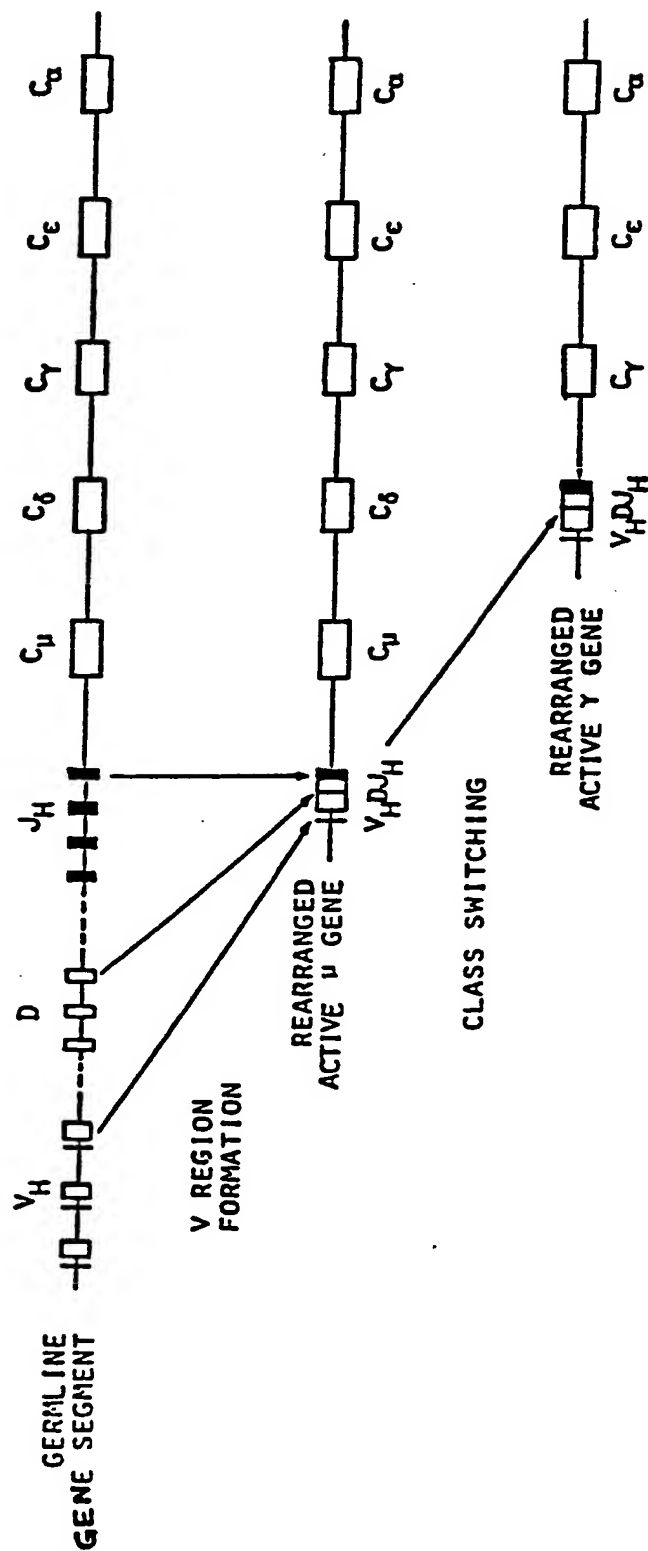 GERMLINE
GENE SEGMENT
V_H
D
J_H
C_μ
C_δ
C_γ
C_ε
C_α
V REGION
FORMATION
REARRANGED
ACTIVE μ GENE
V_HDJ_H
C_μ
C_δ
C_γ
C_ε
C_α
CLASS SWITCHING
REARRANGED
ACTIVE γ GENE
V_HDJ_H
C_γ
C_ε
C_α